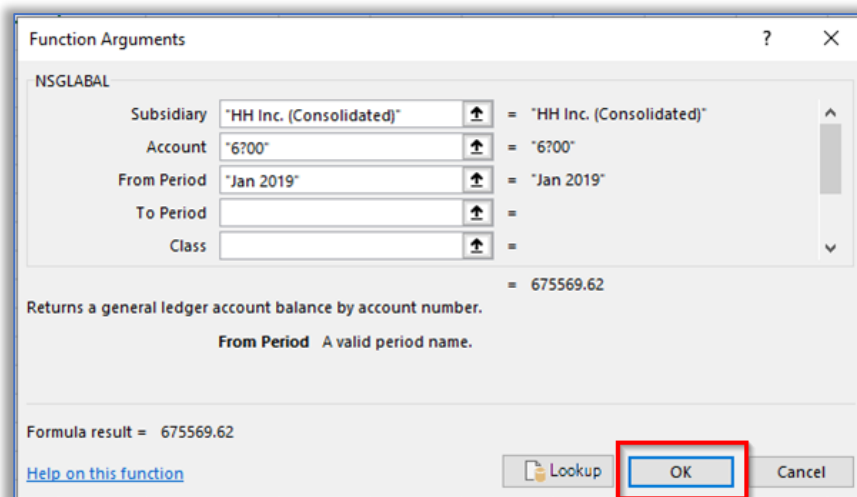 Function Arguments ? ×
NSGLABAL
Subsidiary "HH Inc. (Consolidated)" = "HH Inc. (Consolidated)"
Account "6?00" = "6?00"
From Period "Jan 2019" = "Jan 2019"
To Period =
Class =
= 675569.62
Returns a general ledger account balance by account number.
From Period A valid period name.
Formula result = 675569.62
Help on this function Lookup OK Cancel